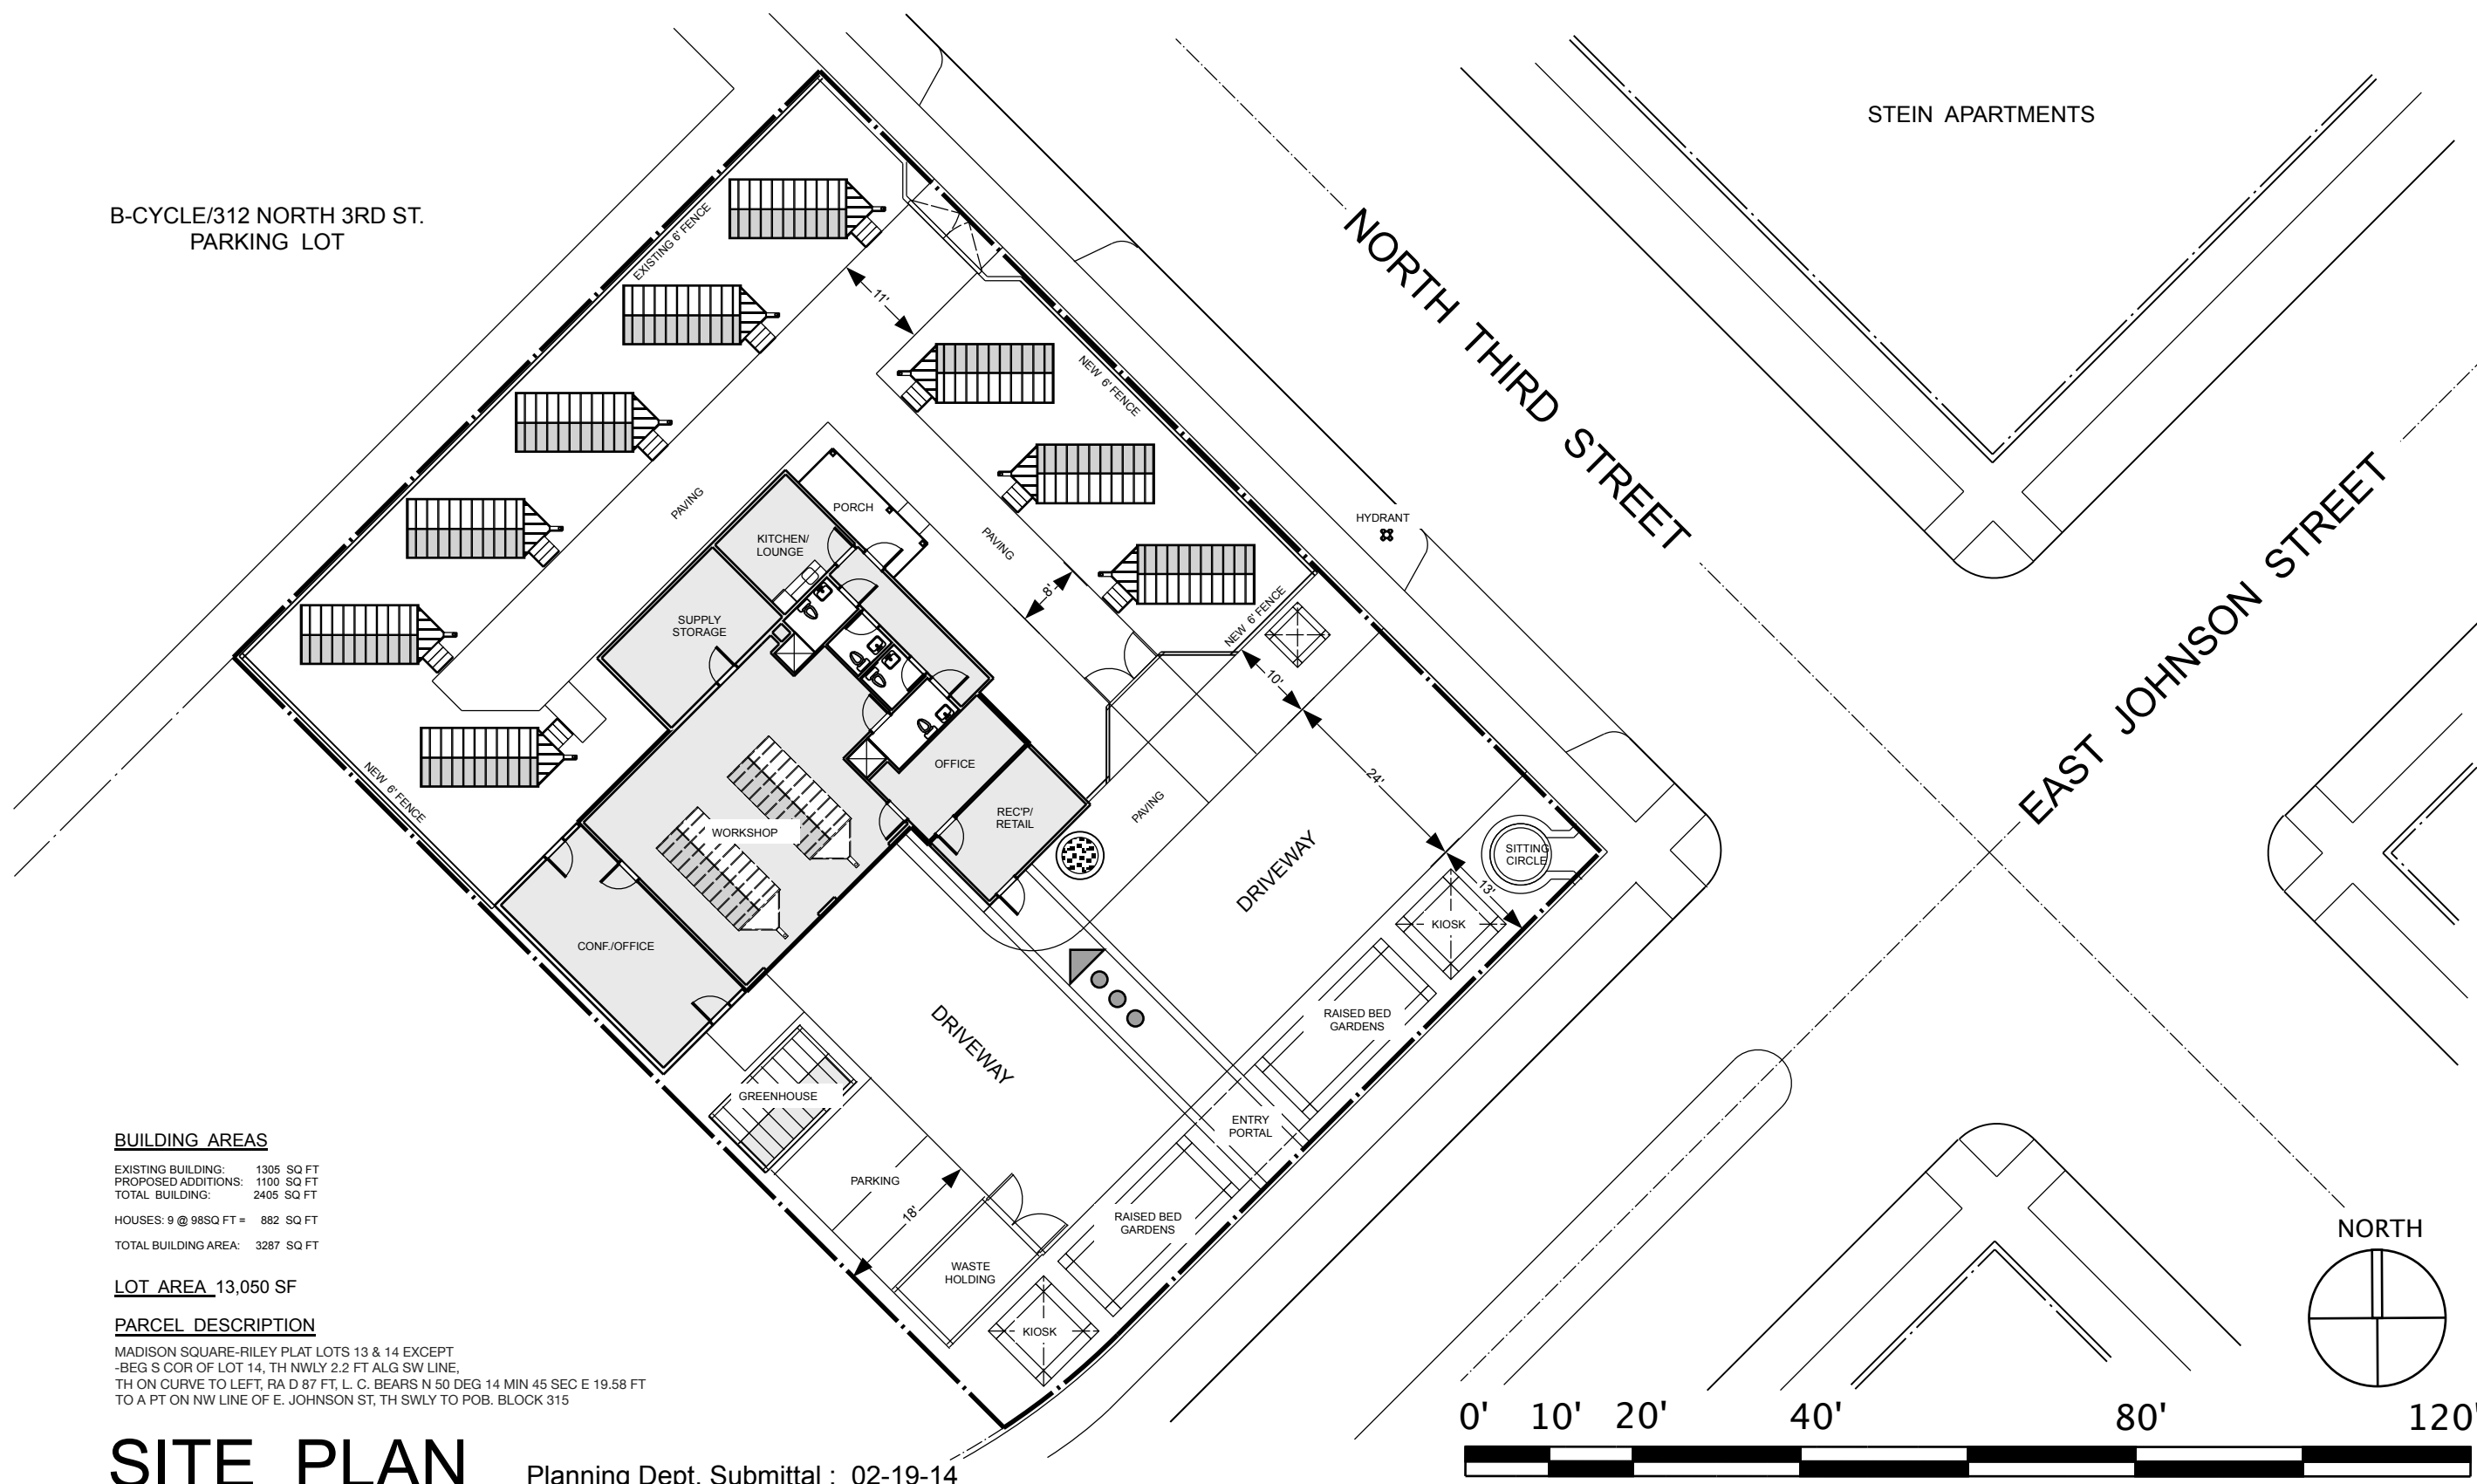 STEIN APARTMENTS
B-CYCLE/312 NORTH 3RD ST.
PARKING LOT
EXISTING 6' FENCE
11'
NORTH THIRD STREET
NEW 6' FENCE
PAVING
PORCH
KITCHEN/
LOUNGE
HYDRANT
PAVING
EAST JOHNSON STREET
8'
SUPPLY
STORAGE
NEW 6' FENCE
10'
OFFICE
24'
NEW 6' FENCE
PAVING
REC'P/
RETAIL
WORKSHOP
SITTING
CIRCLE
DRIVEWAY
13'
KIOSK
CONF./OFFICE
RAISED BED
GARDENS
DRIVEWAY
GREENHOUSE
ENTRY
PORTAL
PARKING
18'
RAISED BED
GARDENS
WASTE
HOLDING
KIOSK
BUILDING AREAS
EXISTING BUILDING: 1305 SQ FT
PROPOSED ADDITIONS: 1100 SQ FT
TOTAL BUILDING: 2405 SQ FT
HOUSES: 9 @ 98SQ FT = 882 SQ FT
TOTAL BUILDING AREA: 3287 SQ FT
LOT AREA 13,050 SF
PARCEL DESCRIPTION
MADISON SQUARE-RILEY PLAT LOTS 13 & 14 EXCEPT
-BEG S COR OF LOT 14, TH NWLY 2.2 FT ALG SW LINE,
TH ON CURVE TO LEFT, RA D 87 FT, L. C. BEARS N 50 DEG 14 MIN 45 SEC E 19.58 FT
TO A PT ON NW LINE OF E. JOHNSON ST, TH SWLY TO POB. BLOCK 315
NORTH
0' 10' 20' 40' 80' 120'
SITE PLAN
Planning Dept. Submittal : 02-19-14